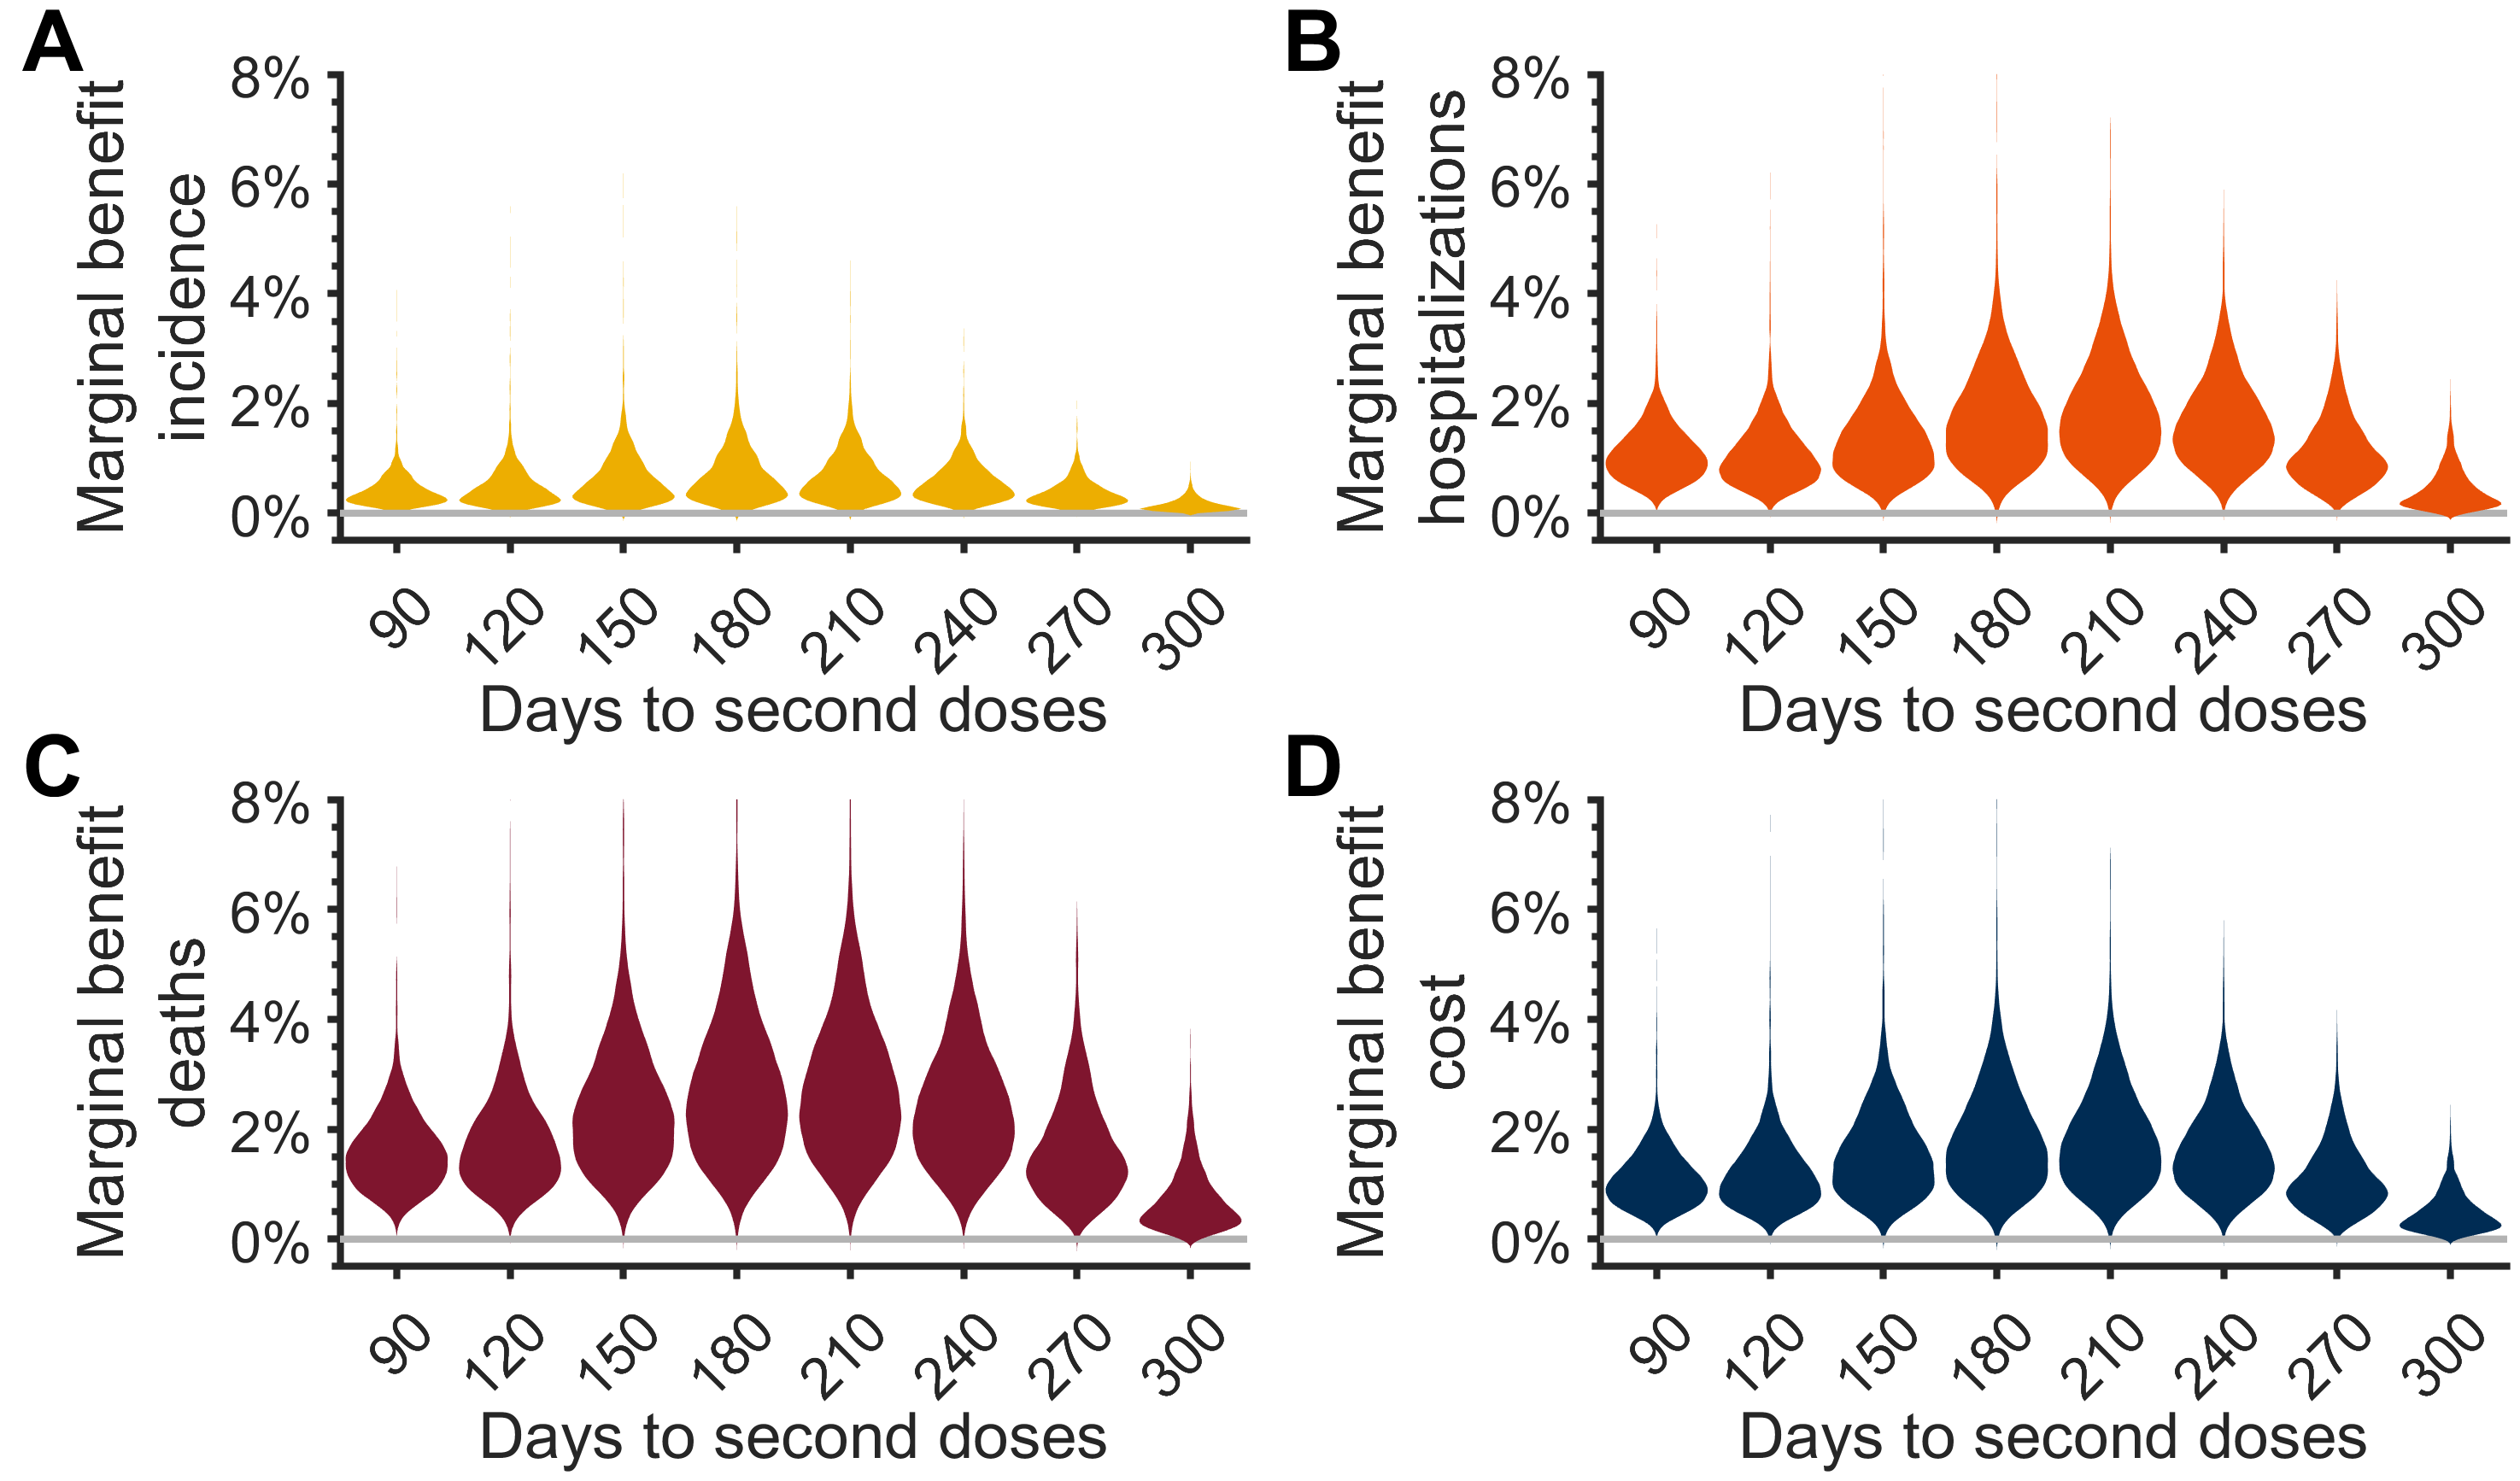 A
Marginal benefit
incidence
8%
6%
4%
2%
0%
90 120 150 180 210 240 270 300
Days to second doses
B
Marginal benefit
hospitalizations
8%
6%
4%
2%
0%
90 120 150 180 210 240 270 300
Days to second doses
C
Marginal benefit
deaths
8%
6%
4%
2%
0%
90 120 150 180 210 240 270 300
Days to second doses
D
Marginal benefit
cost
8%
6%
4%
2%
0%
90 120 150 180 210 240 270 300
Days to second doses